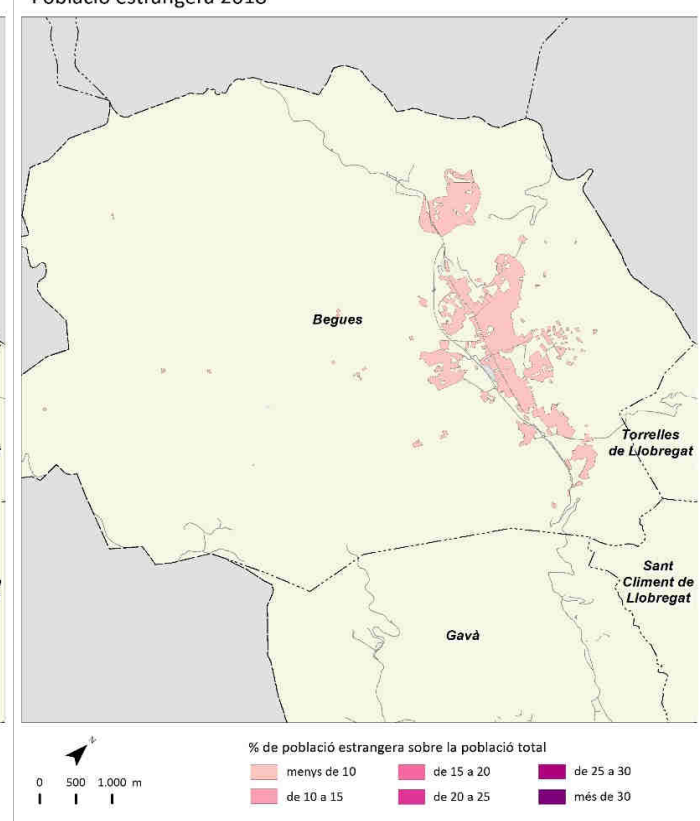 Població estrangera 2018
Begues
Torrelles
de Llobregat
Sant
Climent de
Llobregat
Gavà
N
% de població estrangera sobre la població total
0 500 1.000 m
menys de 10
de 15 a 20
de 25 a 30
de 10 a 15
de 20 a 25
més de 30